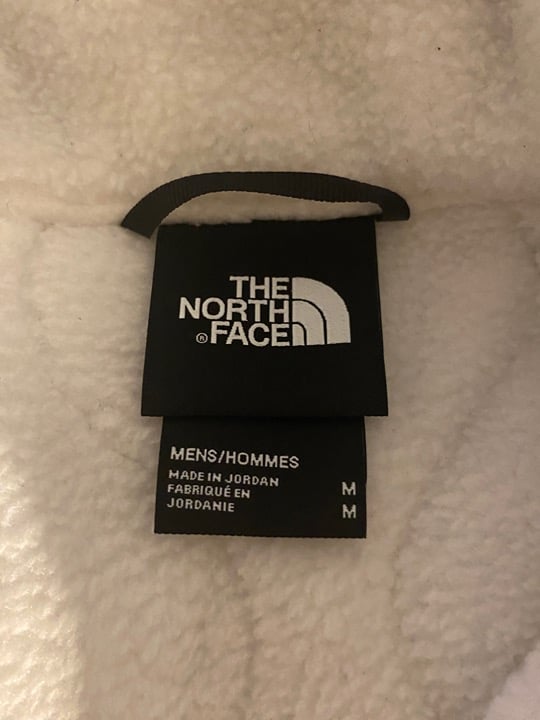 THE
NORTH
® FACE
MENS/HOMMES
MADE IN JORDAN
FABRIQUÉ EN M
JORDANIE M